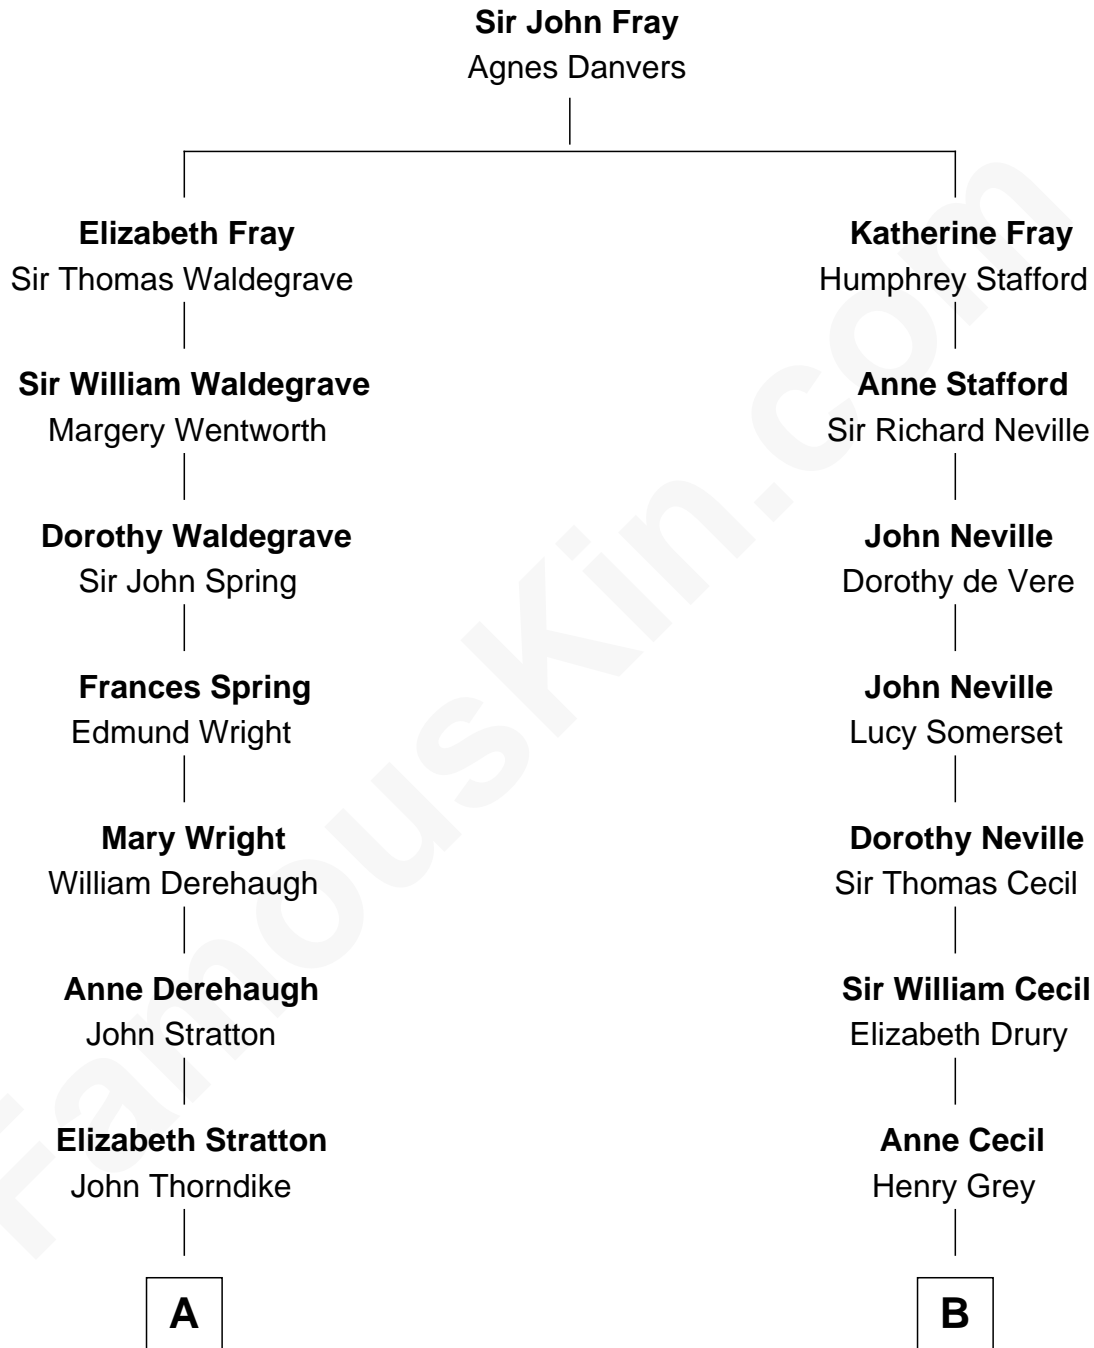 Sir John Fray
Agnes Danvers
Elizabeth Fray
Sir Thomas Waldegrave
Katherine Fray
Humphrey Stafford
Sir William Waldegrave
Margery Wentworth
Anne Stafford
Sir Richard Neville
Dorothy Waldegrave
Sir John Spring
John Neville
Dorothy de Vere
Frances Spring
Edmund Wright
John Neville
Lucy Somerset
Mary Wright
William Derehaugh
Dorothy Neville
Sir Thomas Cecil
Anne Derehaugh
John Stratton
Sir William Cecil
Elizabeth Drury
Elizabeth Stratton
John Thorndike
Anne Cecil
Henry Grey
A
B
FamousKin.com